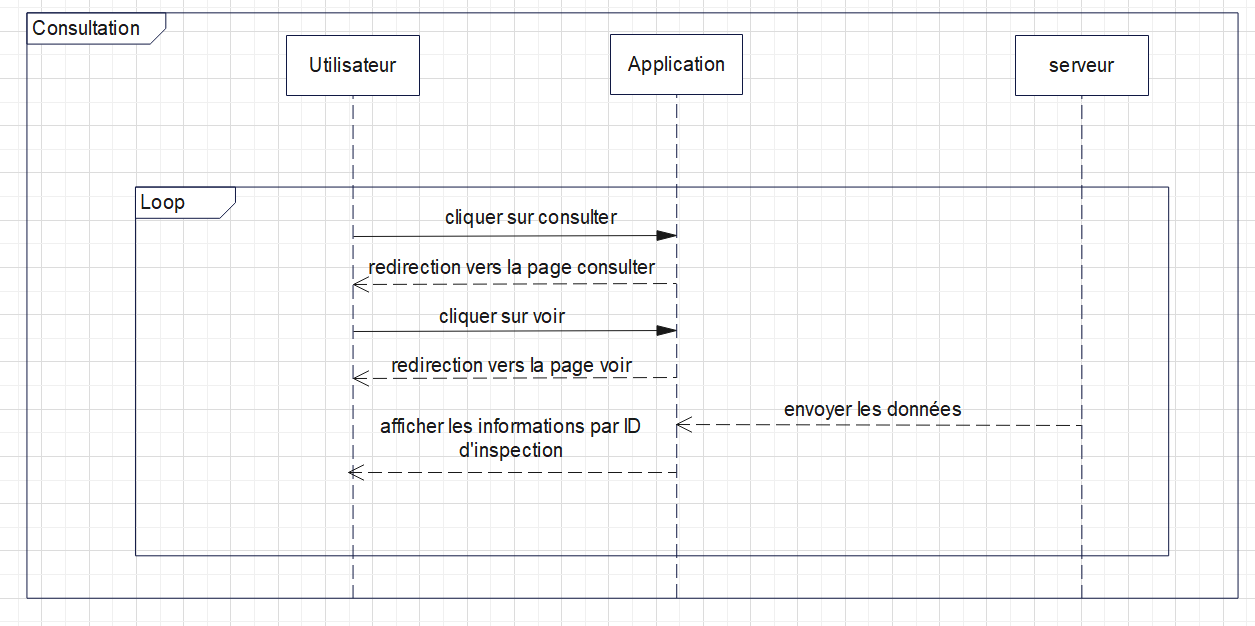 Consultation
Utilisateur
Application
serveur
Loop
cliquer sur consulter
redirection vers la page consulter
cliquer sur voir
redirection vers la page voir
envoyer les données
afficher les informations par ID
d'inspection